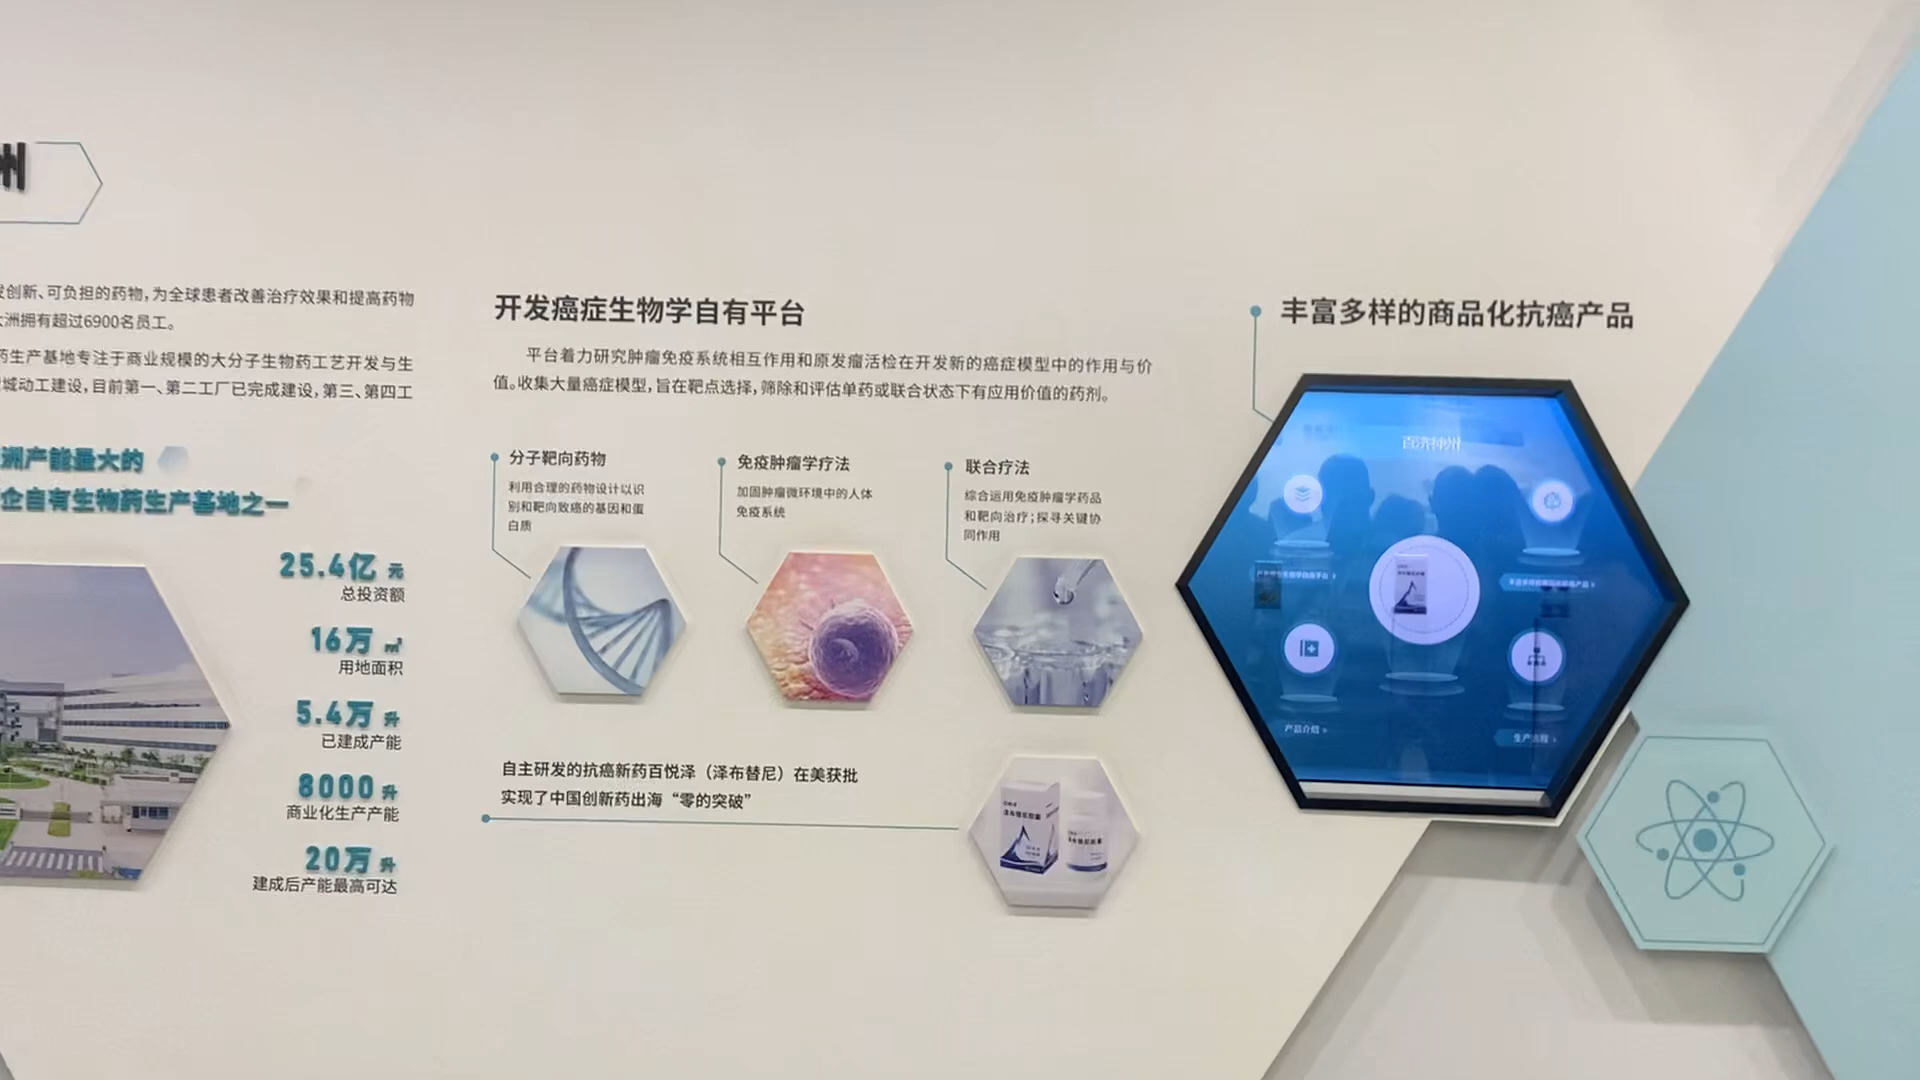 州
创新、可负担的药物，为全球患者改善治疗效果和提高药物
洲拥有超过6900名员工。
药生产基地专注于商业规模的大分子生物药工艺开发与生
城动工建设，目前第一、第二工厂已完成建设，第三、第四工
洲产能最大的
企自有生物药生产基地之一
25.4亿 元
总投资额
16万 ㎡
用地面积
5.4万 升
已建成产能
8000 升
商业化生产产能
20万 升
建成后产能最高可达
开发癌症生物学自有平台
平台着力研究肿瘤免疫系统相互作用和原发瘤活检在开发新的癌症模型中的作用与价
值。收集大量癌症模型，旨在靶点选择，筛除和评估单药或联合状态下有应用价值的药剂。
分子靶向药物
利用合理的药物设计以识
别和靶向致癌的基因和蛋
白质
免疫肿瘤学疗法
加固肿瘤微环境中的人体
免疫系统
联合疗法
综合运用免疫肿瘤学药品
和靶向治疗；探寻关键协
同作用
自主研发的抗癌新药百悦泽（泽布替尼）在美获批
实现了中国创新药出海“零的突破”
泽布替尼胶囊
泽布替尼胶囊
丰富多样的商品化抗癌产品
百济神州
产品介绍
生产流程